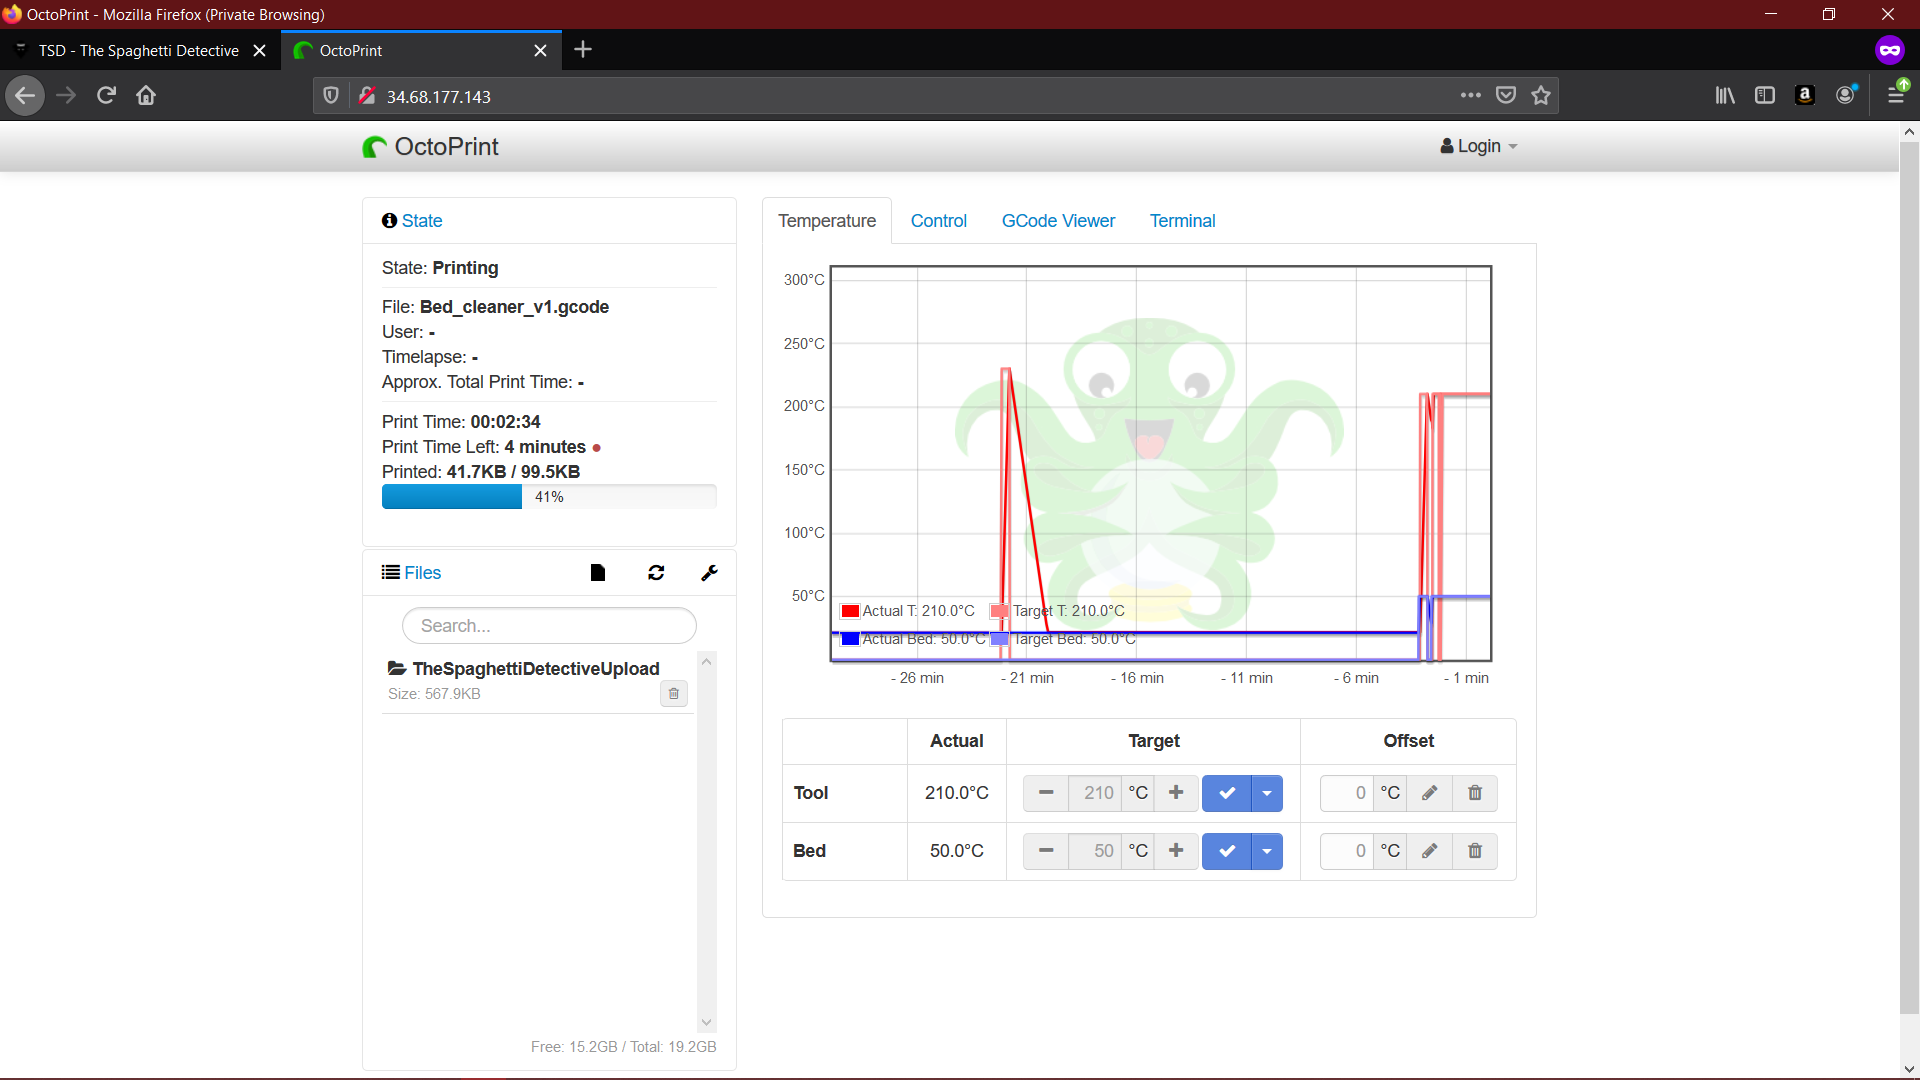 OctoPrint - Mozilla Firefox (Private Browsing)
TSD - The Spaghetti Detective
OctoPrint
34.68.177.143
OctoPrint
Login
State
State: Printing
File: Bed_cleaner_v1.gcode
User: -
Timelapse: -
Approx. Total Print Time: -
Print Time: 00:02:34
Print Time Left: 4 minutes
Printed: 41.7KB / 99.5KB
41%
Files
Search...
TheSpaghettiDetectiveUpload
Size: 567.9KB
Free: 15.2GB / Total: 19.2GB
Temperature Control GCode Viewer Terminal
300°C
250°C
200°C
150°C
100°C
50°C
Actual T: 210.0°C Target T: 210.0°C
Actual Bed: 50.0°C Target Bed: 50.0°C
- 26 min - 21 min - 16 min - 11 min - 6 min - 1 min
Actual Target Offset
Tool 210.0°C 210 °C 0 °C
Bed 50.0°C 50 °C 0 °C